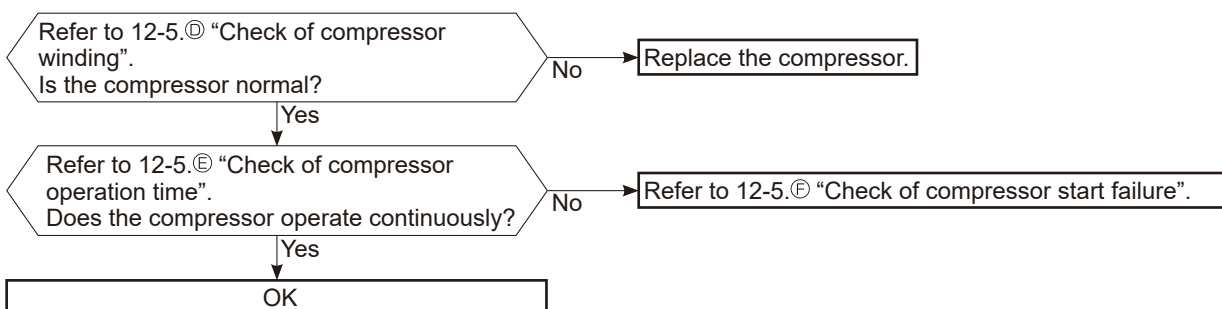 Refer to 12-5.Ⓓ “Check of compressor
winding”.
Is the compressor normal?
No
Replace the compressor.
Yes
Refer to 12-5.Ⓔ “Check of compressor
operation time”.
Does the compressor operate continuously?
No
Refer to 12-5.Ⓕ “Check of compressor start failure”.
Yes
OK